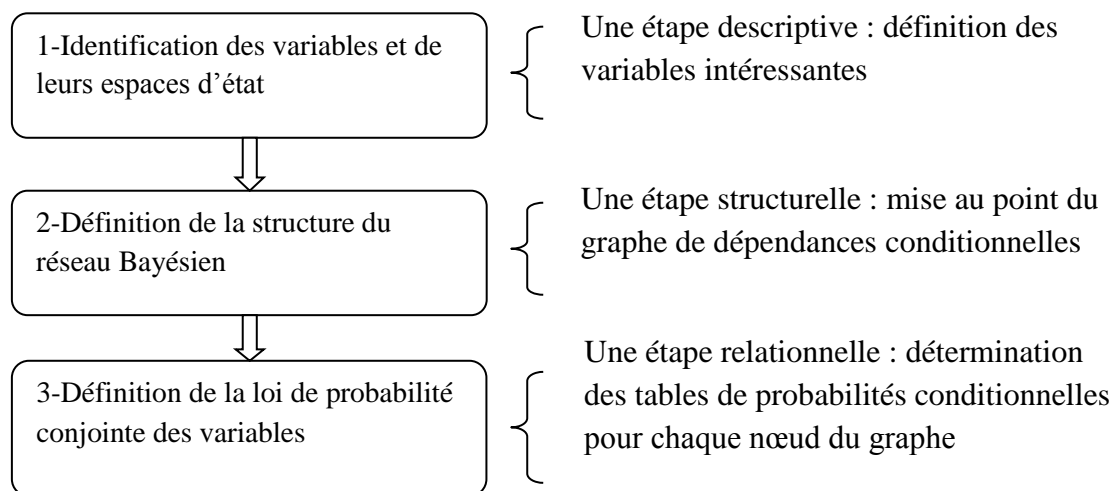 1-Identification des variables et de
leurs espaces d’état
Une étape descriptive : définition des
variables intéressantes
2-Définition de la structure du
réseau Bayésien
Une étape structurelle : mise au point du
graphe de dépendances conditionnelles
3-Définition de la loi de probabilité
conjointe des variables
Une étape relationnelle : détermination
des tables de probabilités conditionnelles
pour chaque nœud du graphe